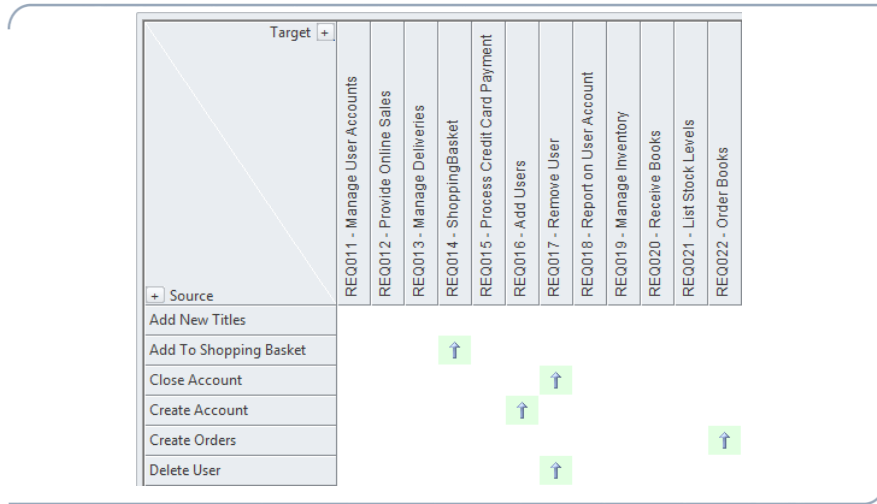 Target +
REQ011 - Manage User Accounts
REQ012 - Provide Online Sales
REQ013 - Manage Deliveries
REQ014 - ShoppingBasket
REQ015 - Process Credit Card Payment
REQ016 - Add Users
REQ017 - Remove User
REQ018 - Report on User Account
REQ019 - Manage Inventory
REQ020 - Receive Books
REQ021 - List Stock Levels
REQ022 - Order Books
+ Source
Add New Titles
Add To Shopping Basket
Close Account
Create Account
Create Orders
Delete User